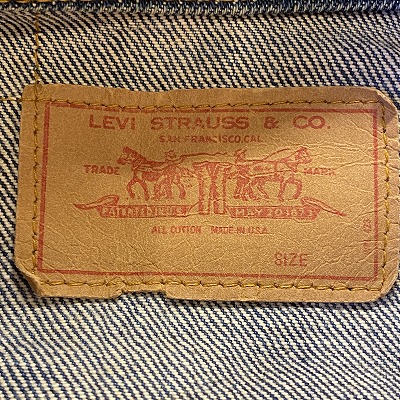 LEVI STRAUSS & CO.
SAN FRANCISCO, CAL.
TRADE MARK
PATENTED IN U.S. MAY 20 1873
ALL COTTON MADE IN U.S.A.
SIZE